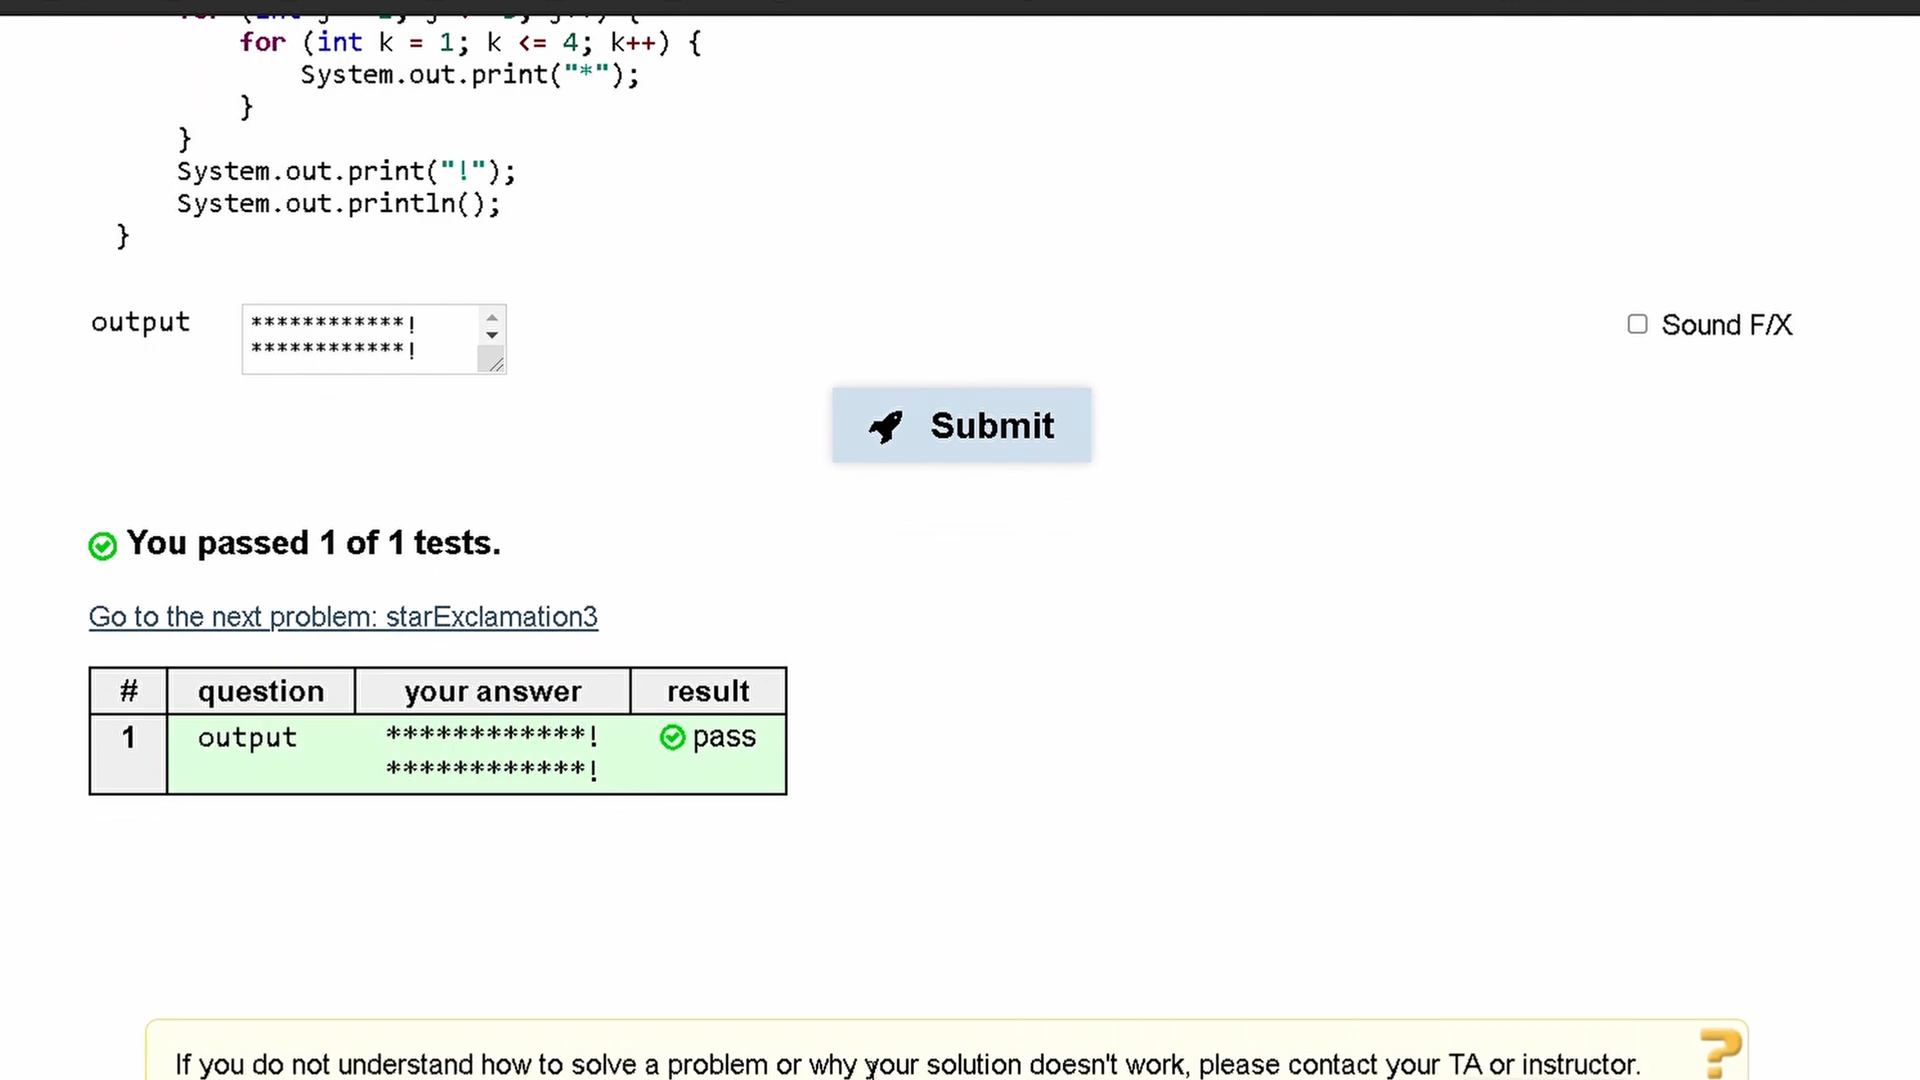 for (int k = 1; k <= 4; k++) {
System.out.print("*");
}
}
System.out.print("!");
System.out.println();
}
output
************!
************!
Sound F/X
Submit
You passed 1 of 1 tests.
Go to the next problem: starExclamation3
# question your answer result
1 output ************! pass
************!
If you do not understand how to solve a problem or why your solution doesn't work, please contact your TA or instructor.